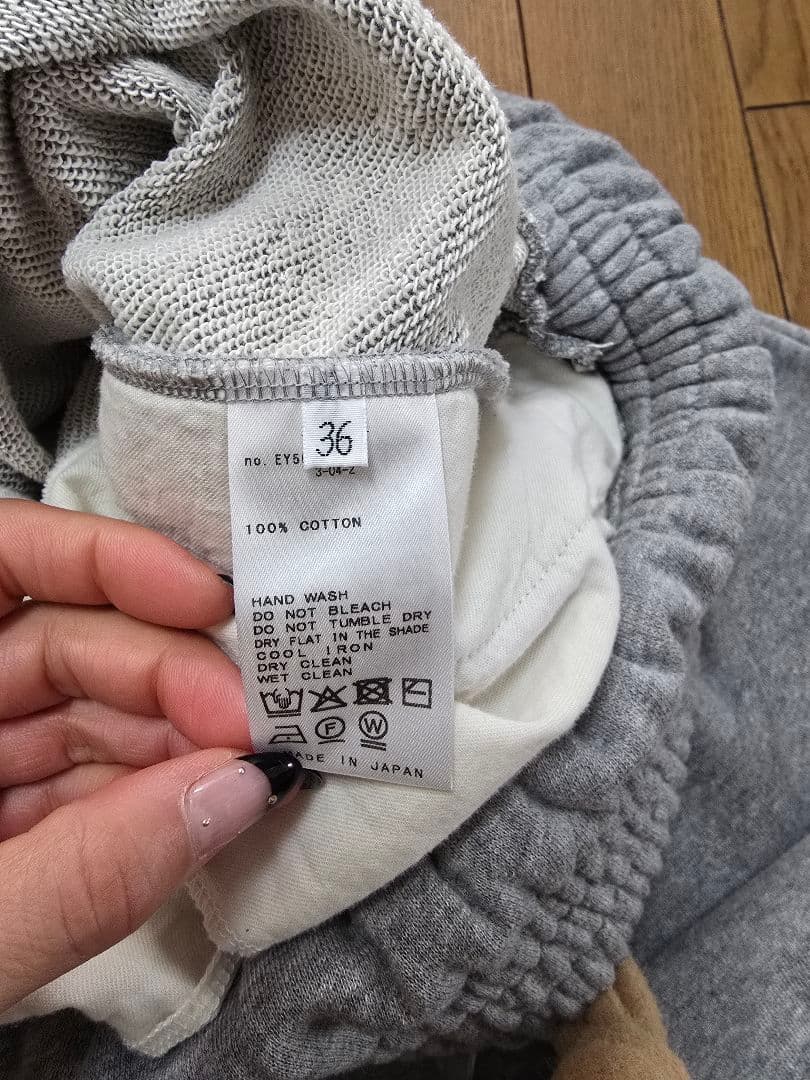 36
no. EY5
3-04-2
100% COTTON
HAND WASH
DO NOT BLEACH
DO NOT TUMBLE DRY
DRY FLAT IN THE SHADE
COOL IRON
DRY CLEAN
WET CLEAN
F W
MADE IN JAPAN